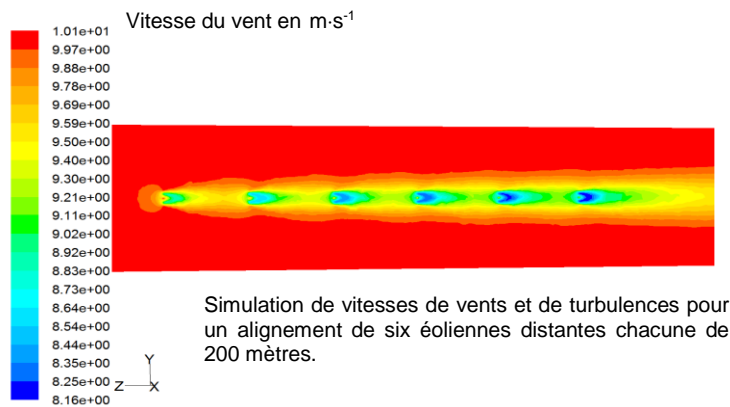 Vitesse du vent en m·s⁻¹
1.01e+01
9.97e+00
9.88e+00
9.78e+00
9.69e+00
9.59e+00
9.50e+00
9.40e+00
9.30e+00
9.21e+00
9.11e+00
9.02e+00
8.92e+00
8.83e+00
8.73e+00
8.64e+00
8.54e+00
8.44e+00
8.35e+00
8.25e+00
8.16e+00
Y
Z
X
Simulation de vitesses de vents et de turbulences pour
un alignement de six éoliennes distantes chacune de
200 mètres.